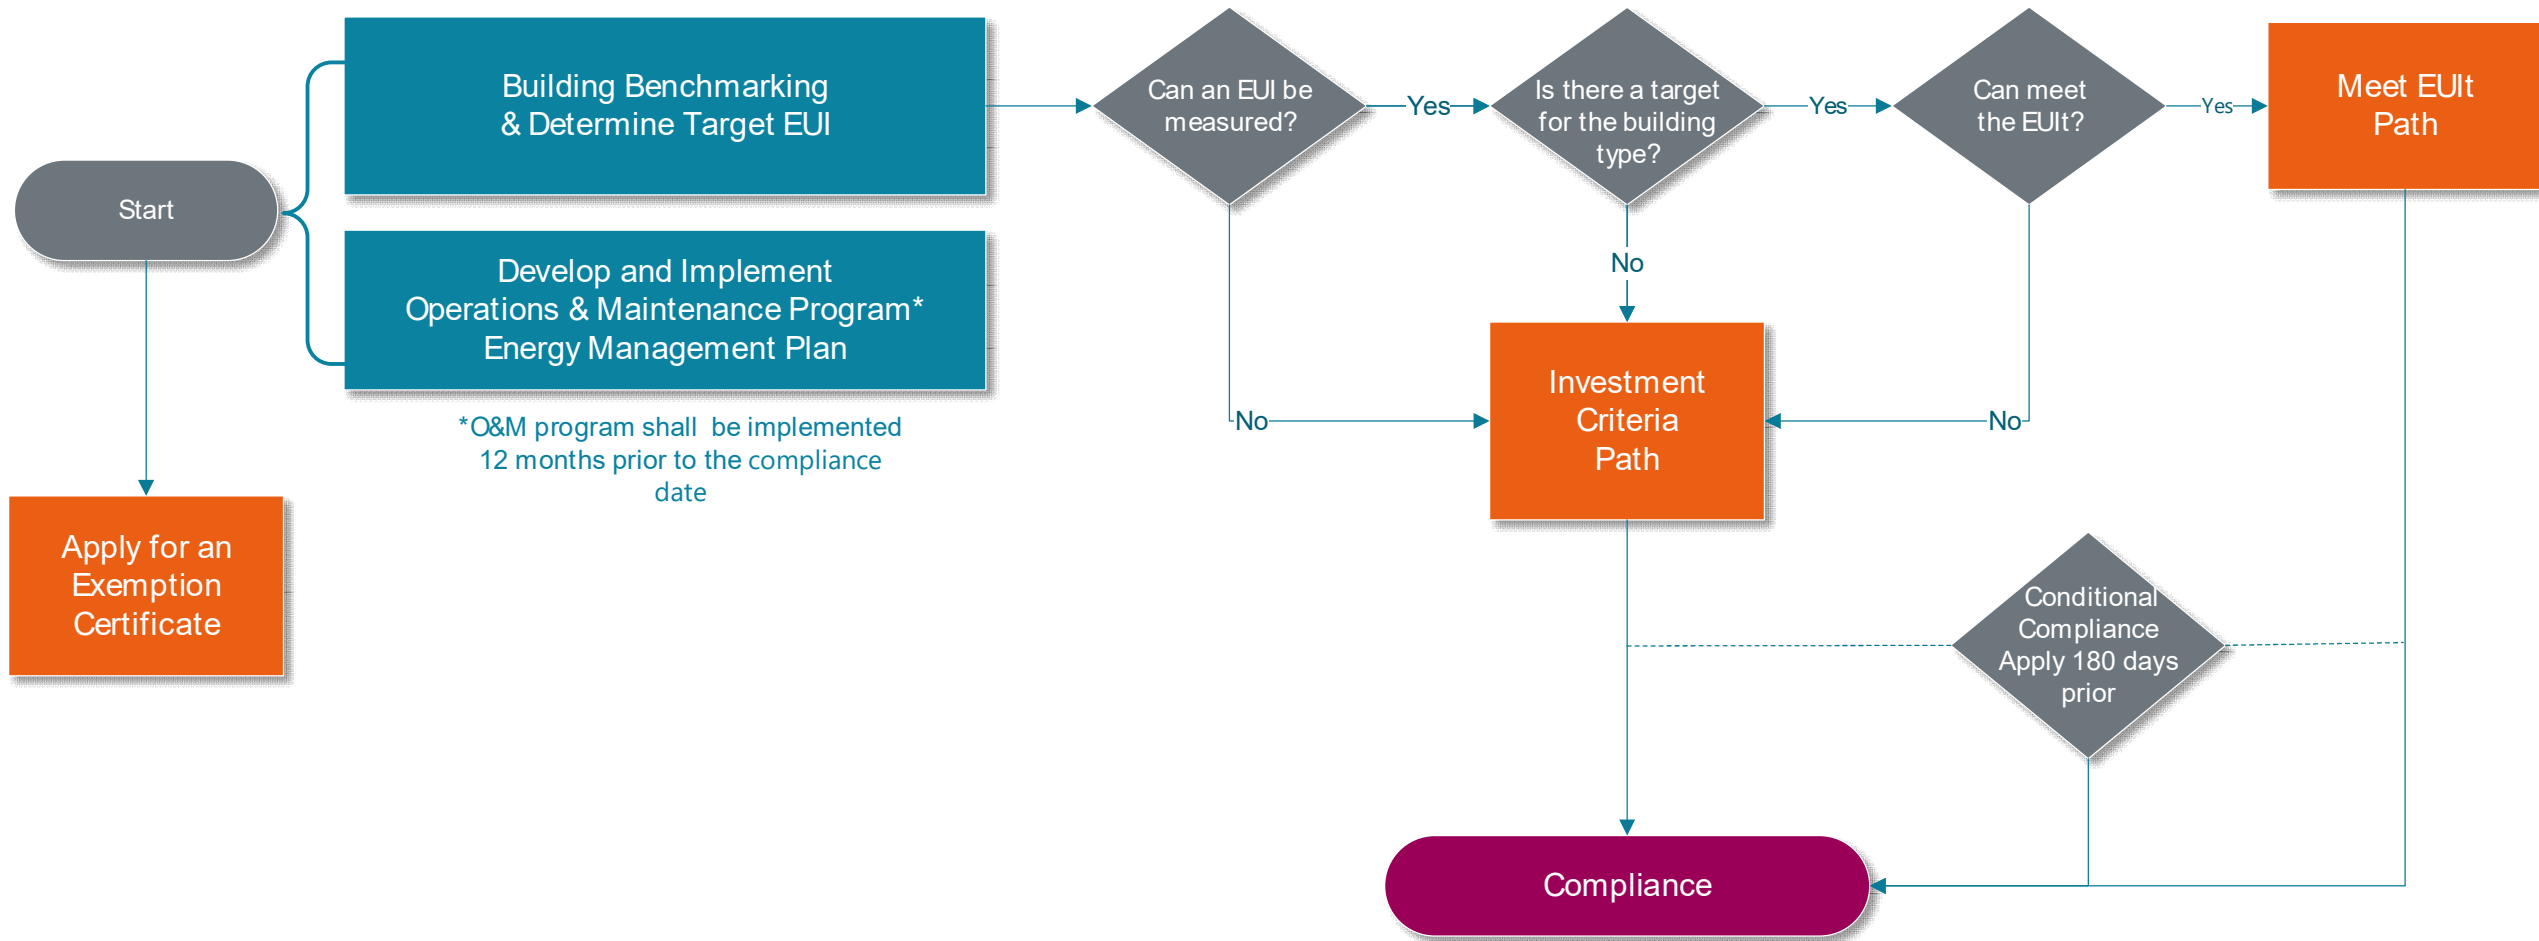 Building Benchmarking
& Determine Target EUI
Can an EUI be
measured?
Yes
Is there a target
for the building
type?
Yes
Can meet
the EUIt?
Yes
Meet EUIt
Path
Start
Develop and Implement
Operations & Maintenance Program*
Energy Management Plan
*O&M program shall be implemented
12 months prior to the compliance
date
No
No
No
Investment
Criteria
Path
Apply for an
Exemption
Certificate
Conditional
Compliance
Apply 180 days
prior
Compliance